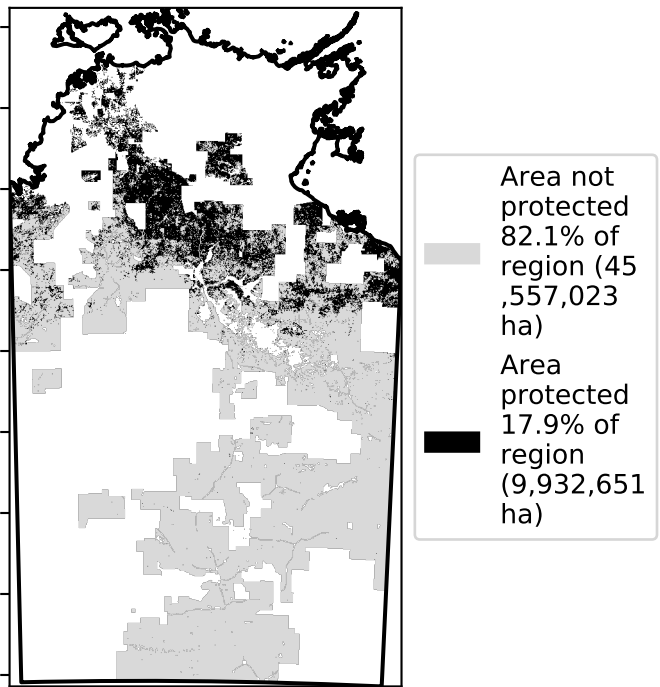 Area not
protected
82.1% of
region (45
,557,023
ha)
Area
protected
17.9% of
region
(9,932,651
ha)